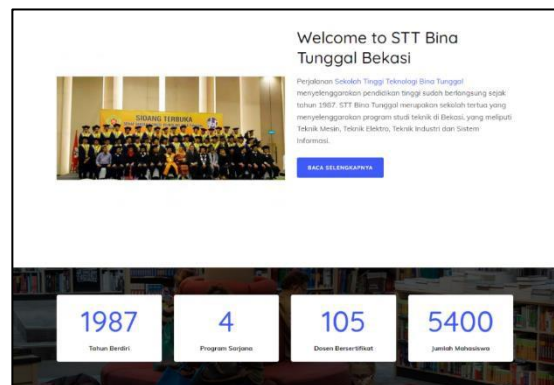 Welcome to STT Bina
Tunggal Bekasi
Perjalanan Sekolah Tinggi Teknologi Bina Tunggal
menyelenggarakan pendidikan tinggi sudah berlangsung sejak
tahun 1987. STT Bina Tunggal merupakan sekolah tertua yang
menyelenggarakan program studi teknik di Bekasi, yang meliputi
Teknik Mesin, Teknik Elektro, Teknik Industri dan Sistem
Informasi.
BACA SELENGKAPNYA
SIDANG TERBUKA
1987
Tahun Berdiri
4
Program Sarjana
105
Dosen Bersertifikat
5400
Jumlah Mahasiswa